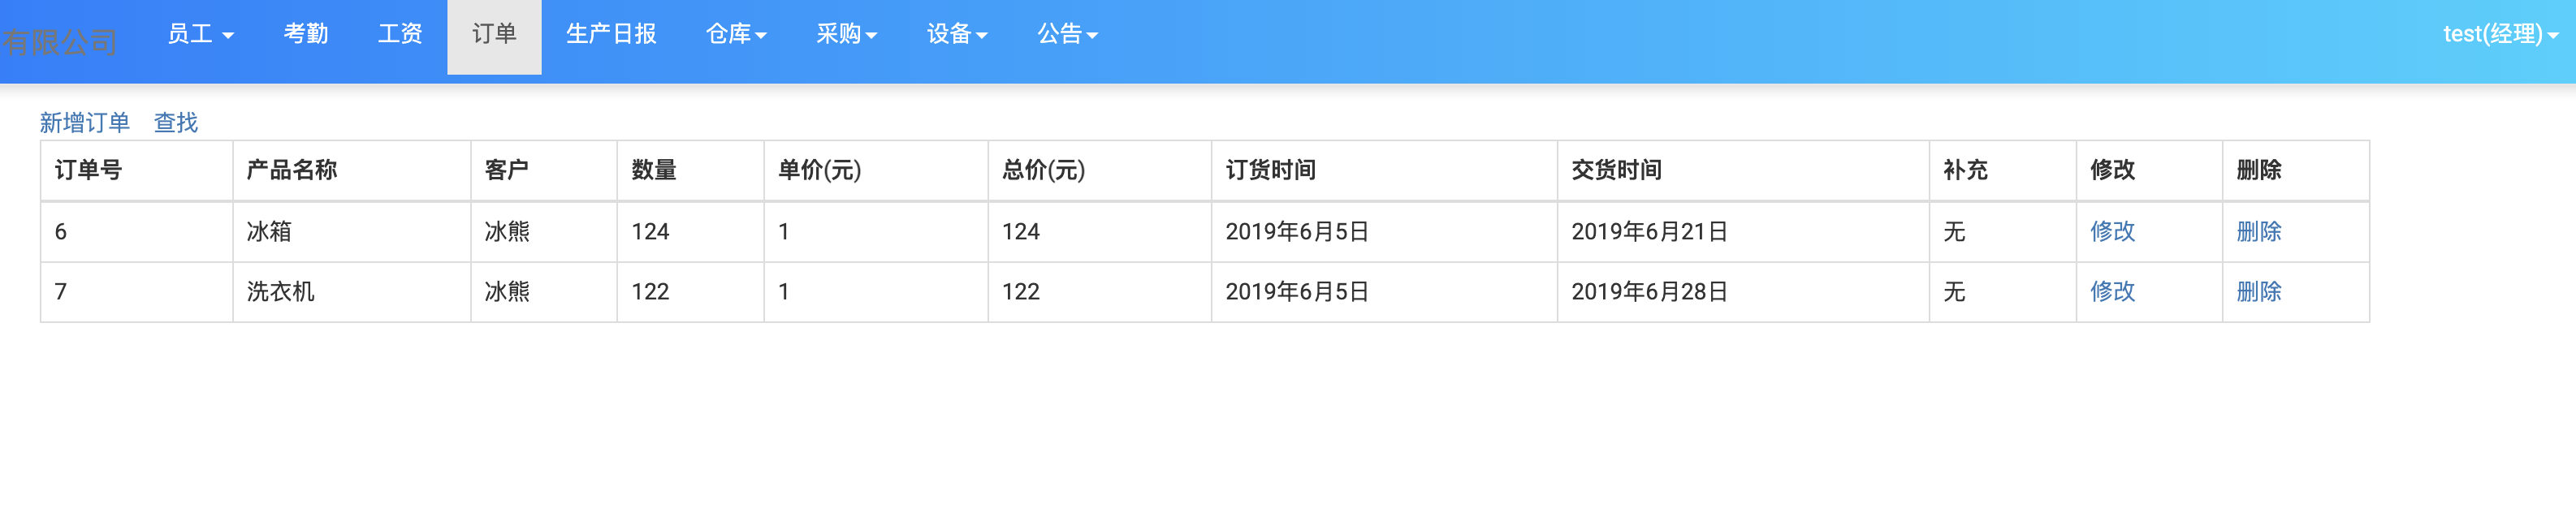 有限公司 员工 考勤 工资 订单 生产日报 仓库 采购 设备 公告 test(经理)
新增订单 查找
订单号 产品名称 客户 数量 单价(元) 总价(元) 订货时间 交货时间 补充 修改 删除
6 冰箱 冰熊 124 1 124 2019年6月5日 2019年6月21日 无 修改 删除
7 洗衣机 冰熊 122 1 122 2019年6月5日 2019年6月28日 无 修改 删除